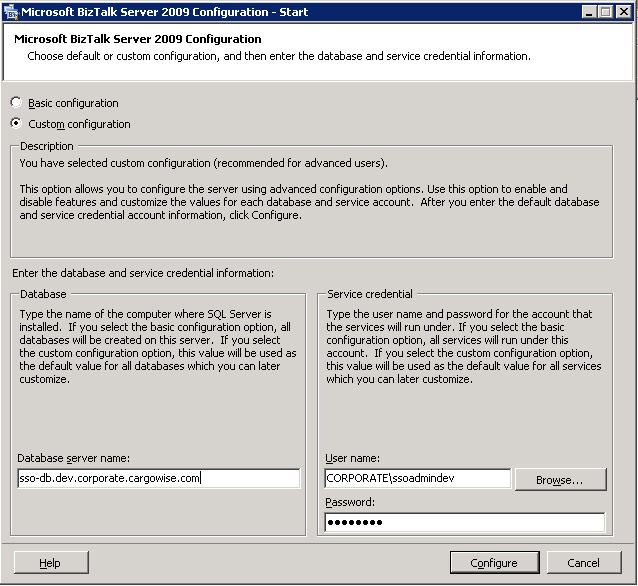 Microsoft BizTalk Server 2009 Configuration - Start
Microsoft BizTalk Server 2009 Configuration
Choose default or custom configuration, and then enter the database and service credential information.
Basic configuration
Custom configuration
Description
You have selected custom configuration (recommended for advanced users).
This option allows you to configure the server using advanced configuration options. Use this option to enable and
disable features and customize the values for each database and service account. After you enter the default database
and service credential account information, click Configure.
Enter the database and service credential information:
Database
Type the name of the computer where SQL Server is
installed. If you select the basic configuration option, all
databases will be created on this server. If you select
the custom configuration option, this value will be used as
the default value for all databases which you can later
customize.
Database server name:
sso-db.dev.corporate.cargowise.com
Service credential
Type the user name and password for the account that
the services will run under. If you select the basic
configuration option, all services will run under this
account. If you select the custom configuration option,
this value will be used as the default value for all services
which you can later customize.
User name:
CORPORATE\ssoadmindev
Browse...
Password:
●●●●●●●●
Help
Configure
Cancel